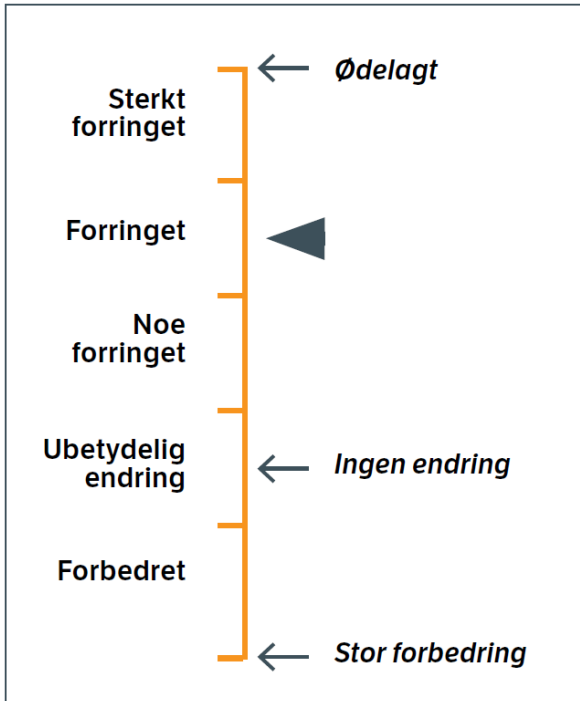 Ødelagt
Sterkt
forringet
Forringet
Noe
forringet
Ubetydelig
endring
Ingen endring
Forbedret
Stor forbedring